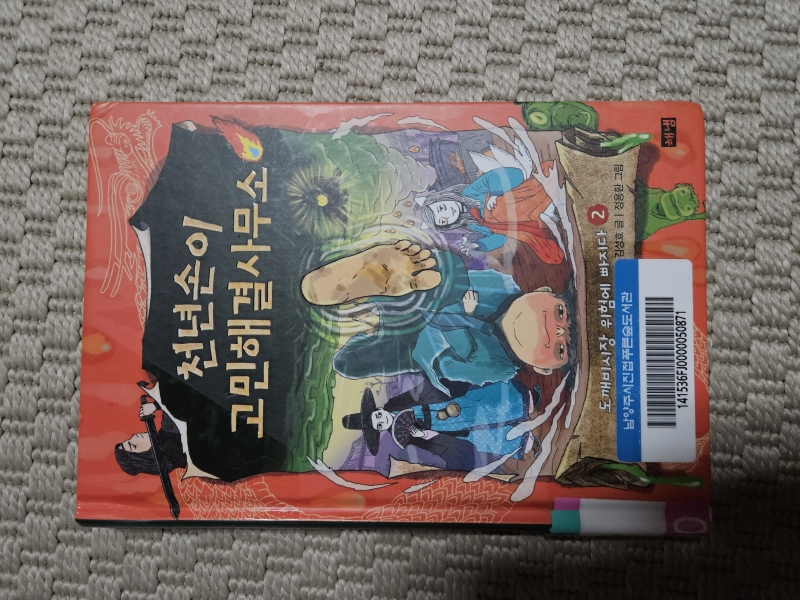 천년손이
고민해결사무소
도깨비시장 위험에 빠지다 2
김성효 글 | 정용환 그림
해냄
남양주시진접푸른숲도서관
141536FJ0000050871